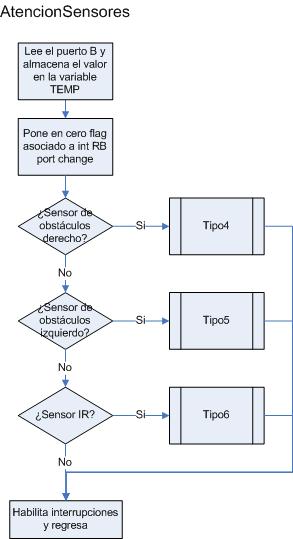 AtencionSensores
Lee el puerto B y
almacena el valor
en la variable
TEMP
Pone en cero flag
asociado a int RB
port change
¿Sensor de
obstáculos
derecho?
Si
Tipo4
No
¿Sensor de
obstáculos
izquierdo?
Si
Tipo5
No
¿Sensor IR?
Si
Tipo6
No
Habilita interrupciones
y regresa